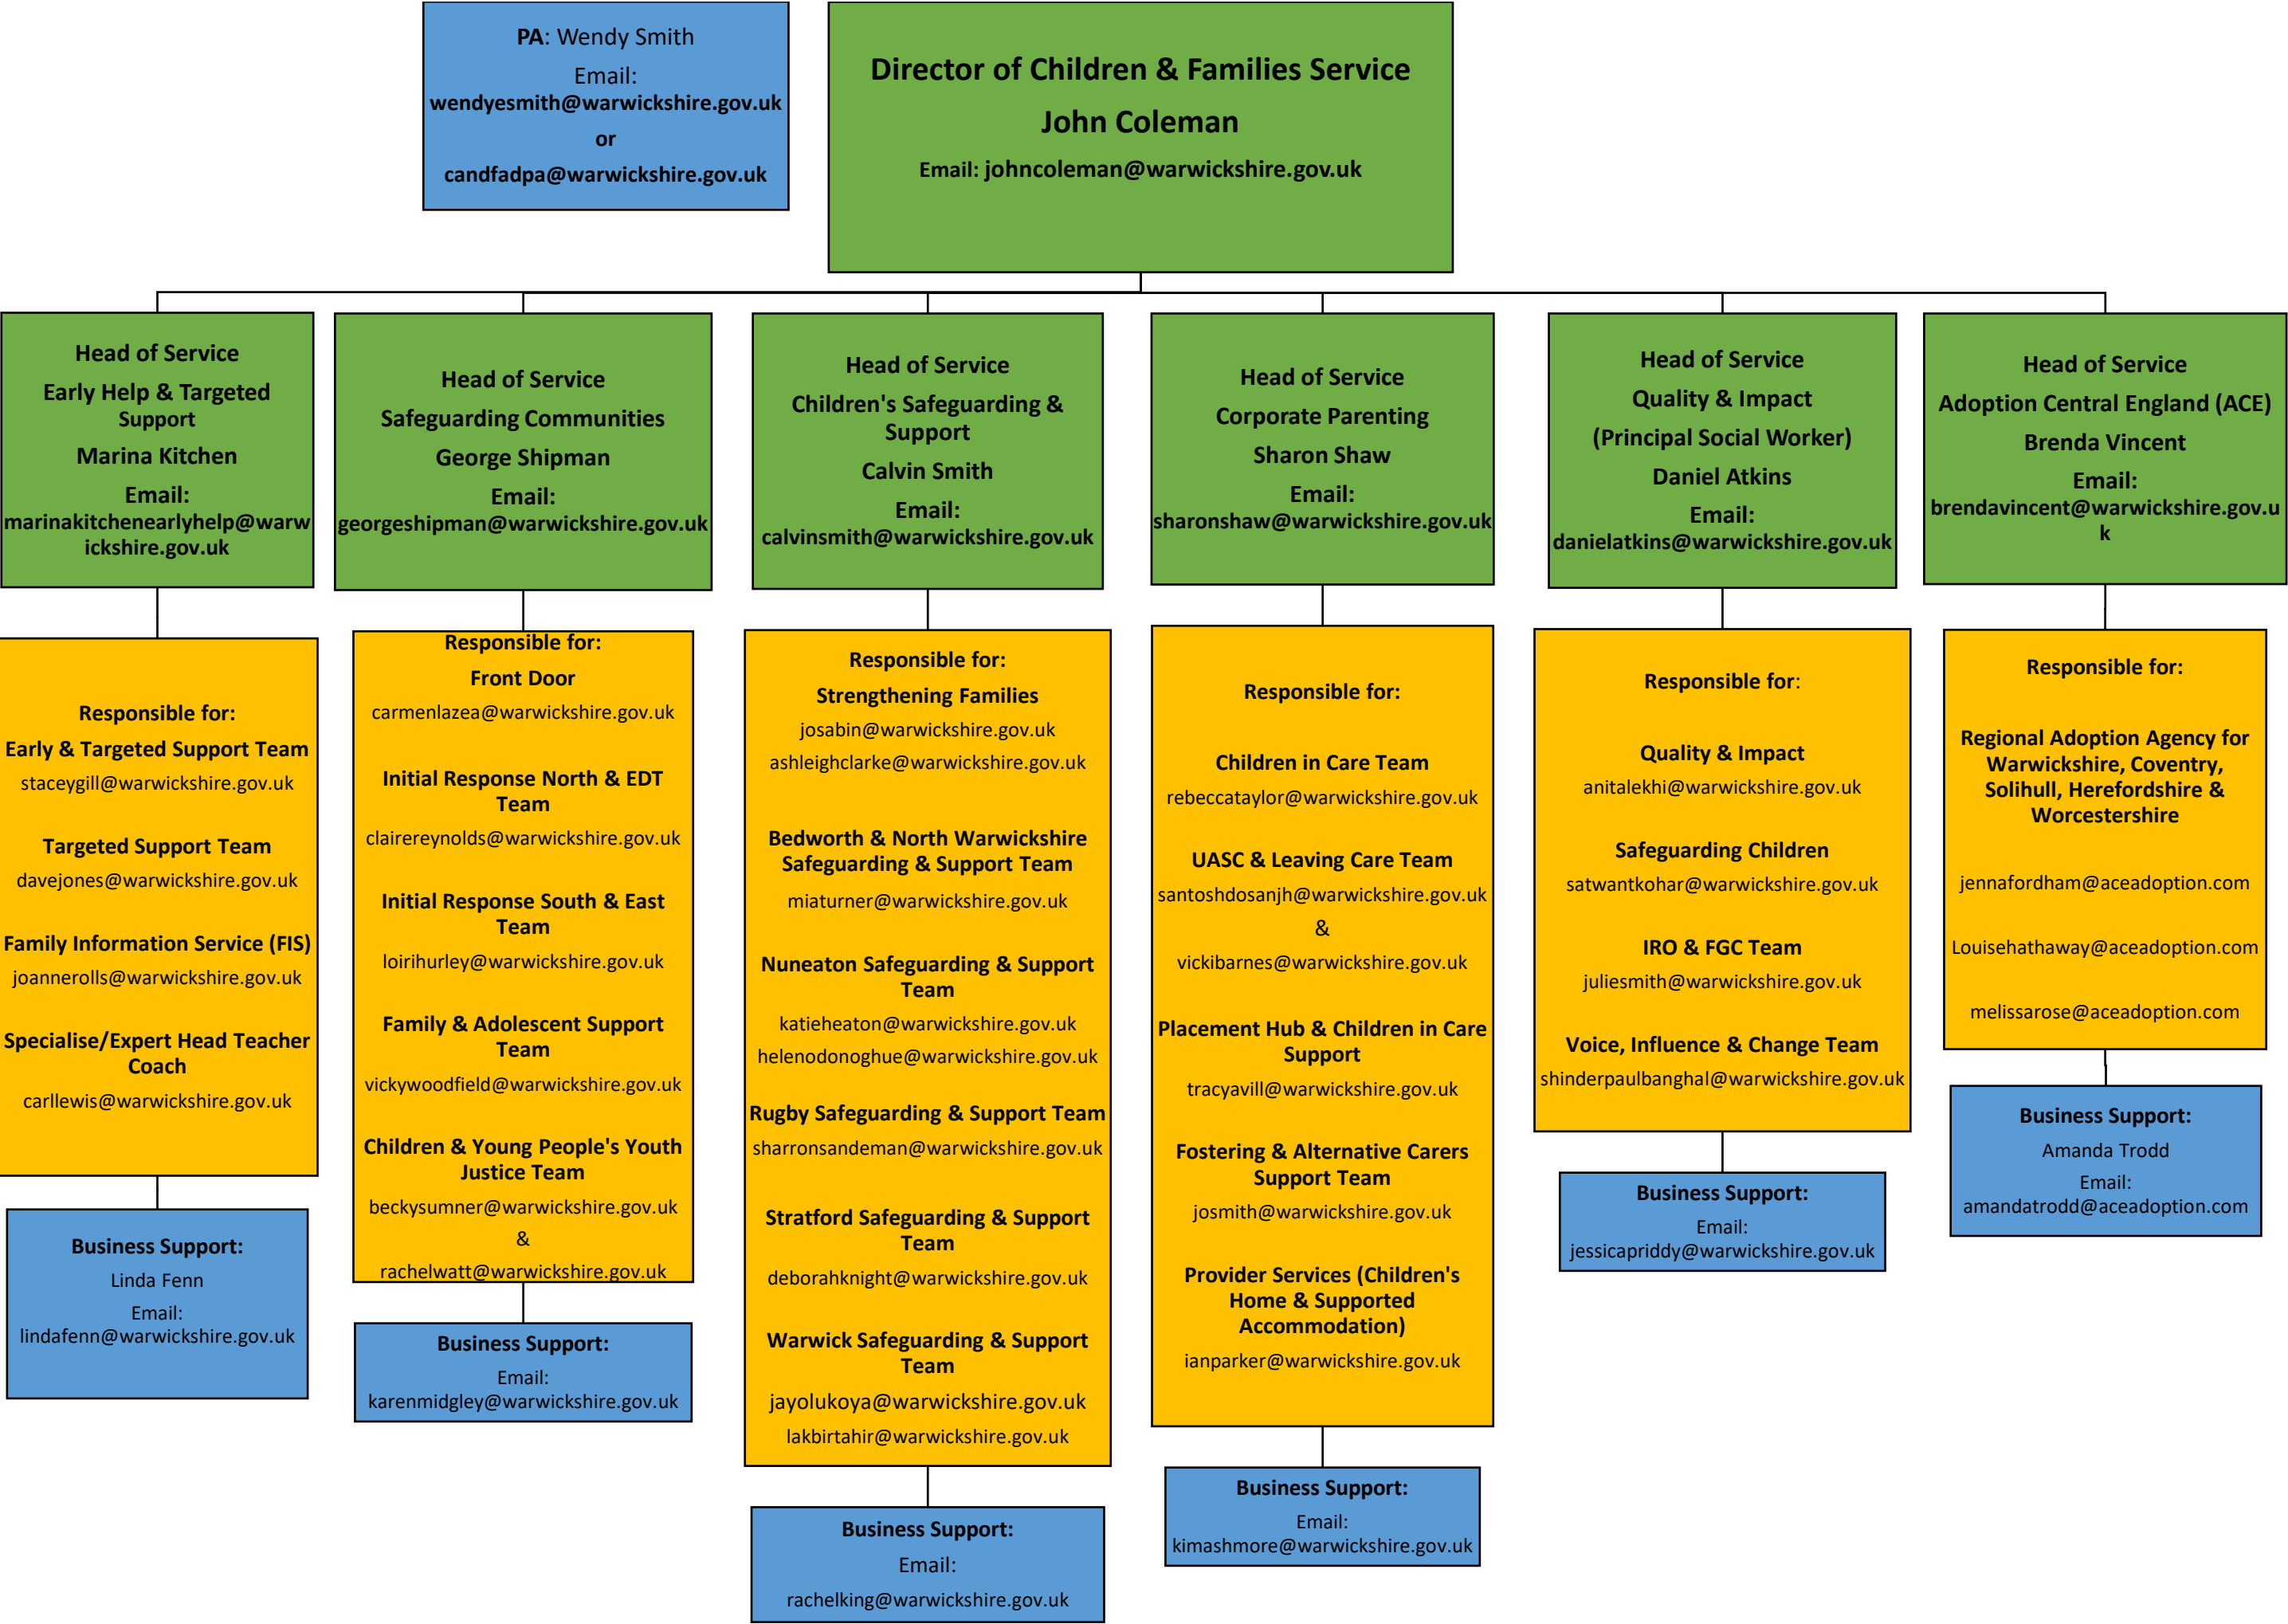 PA: Wendy Smith
Email:
wendyesmith@warwickshire.gov.uk
or
candfadpa@warwickshire.gov.uk
Director of Children & Families Service
John Coleman
Email: johncoleman@warwickshire.gov.uk
Head of Service
Early Help & Targeted
Support
Marina Kitchen
Email:
marinakitchenearlyhelp@warw
ickshire.gov.uk
Head of Service
Safeguarding Communities
George Shipman
Email:
georgeshipman@warwickshire.gov.uk
Head of Service
Children's Safeguarding &
Support
Calvin Smith
Email:
calvinsmith@warwickshire.gov.uk
Head of Service
Corporate Parenting
Sharon Shaw
Email:
sharonshaw@warwickshire.gov.uk
Head of Service
Quality & Impact
(Principal Social Worker)
Daniel Atkins
Email:
danielatkins@warwickshire.gov.uk
Head of Service
Adoption Central England (ACE)
Brenda Vincent
Email:
brendavincent@warwickshire.gov.u
k
Responsible for:
Early & Targeted Support Team
staceygill@warwickshire.gov.uk
Targeted Support Team
davejones@warwickshire.gov.uk
Family Information Service (FIS)
joannerolls@warwickshire.gov.uk
Specialise/Expert Head Teacher
Coach
carllewis@warwickshire.gov.uk
Responsible for:
Front Door
carmenlazea@warwickshire.gov.uk
Initial Response North & EDT
Team
clairereynolds@warwickshire.gov.uk
Initial Response South & East
Team
loirihurley@warwickshire.gov.uk
Family & Adolescent Support
Team
vickywoodfield@warwickshire.gov.uk
Children & Young People's Youth
Justice Team
beckysumner@warwickshire.gov.uk
&
rachelwatt@warwickshire.gov.uk
Responsible for:
Strengthening Families
josabin@warwickshire.gov.uk
ashleighclarke@warwickshire.gov.uk
Bedworth & North Warwickshire
Safeguarding & Support Team
miaturner@warwickshire.gov.uk
Nuneaton Safeguarding & Support
Team
katieheaton@warwickshire.gov.uk
helenodonoghue@warwickshire.gov.uk
Rugby Safeguarding & Support Team
sharronsandeman@warwickshire.gov.uk
Stratford Safeguarding & Support
Team
deborahknight@warwickshire.gov.uk
Warwick Safeguarding & Support
Team
jayolukoya@warwickshire.gov.uk
lakbirtahir@warwickshire.gov.uk
Responsible for:
Children in Care Team
rebeccataylor@warwickshire.gov.uk
UASC & Leaving Care Team
santoshdosanjh@warwickshire.gov.uk
&
vickibarnes@warwickshire.gov.uk
Placement Hub & Children in Care
Support
tracyavill@warwickshire.gov.uk
Fostering & Alternative Carers
Support Team
josmith@warwickshire.gov.uk
Provider Services (Children's
Home & Supported
Accommodation)
ianparker@warwickshire.gov.uk
Responsible for:
Quality & Impact
anitalekhi@warwickshire.gov.uk
Safeguarding Children
satwantkohar@warwickshire.gov.uk
IRO & FGC Team
juliesmith@warwickshire.gov.uk
Voice, Influence & Change Team
shinderpaulbanghal@warwickshire.gov.uk
Responsible for:
Regional Adoption Agency for
Warwickshire, Coventry,
Solihull, Herefordshire &
Worcestershire
jennafordham@aceadoption.com
Louisehathaway@aceadoption.com
melissarose@aceadoption.com
Business Support:
Linda Fenn
Email:
lindafenn@warwickshire.gov.uk
Business Support:
Email:
karenmidgley@warwickshire.gov.uk
Business Support:
Email:
rachelking@warwickshire.gov.uk
Business Support:
Email:
kimashmore@warwickshire.gov.uk
Business Support:
Email:
jessicapriddy@warwickshire.gov.uk
Business Support:
Amanda Trodd
Email:
amandatrodd@aceadoption.com